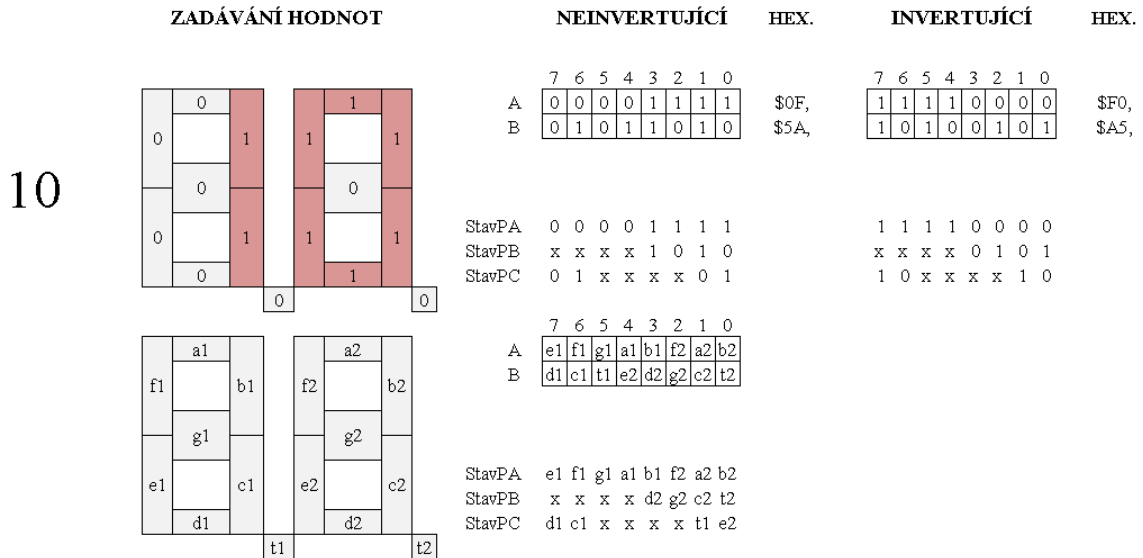 ZADÁVÁNÍ HODNOT NEINVERTUJÍCÍ HEX. INVERTUJÍCÍ HEX.
7 6 5 4 3 2 1 0 7 6 5 4 3 2 1 0
0 1 A 0 0 0 0 1 1 1 1 $0F, 1 1 1 1 0 0 0 0 $F0,
B 0 1 0 1 1 0 1 0 $5A, 1 0 1 0 0 1 0 1 $A5,
0 1 1 1
10 0 0
0 1 1 1 StavPA 0 0 0 0 1 1 1 1 1 1 1 1 0 0 0 0
StavPB x x x x 1 0 1 0 x x x x 0 1 0 1
0 1 StavPC 0 1 x x x x 0 1 1 0 x x x x 1 0
0 0
7 6 5 4 3 2 1 0
a1 a2 A e1 f1 g1 a1 b1 f2 a2 b2
B d1 c1 t1 e2 d2 g2 c2 t2
f1 b1 f2 b2
g1 g2
StavPA e1 f1 g1 a1 b1 f2 a2 b2
e1 c1 e2 c2
StavPB x x x x d2 g2 c2 t2
d1 d2 StavPC d1 c1 x x x x t1 e2
t1 t2